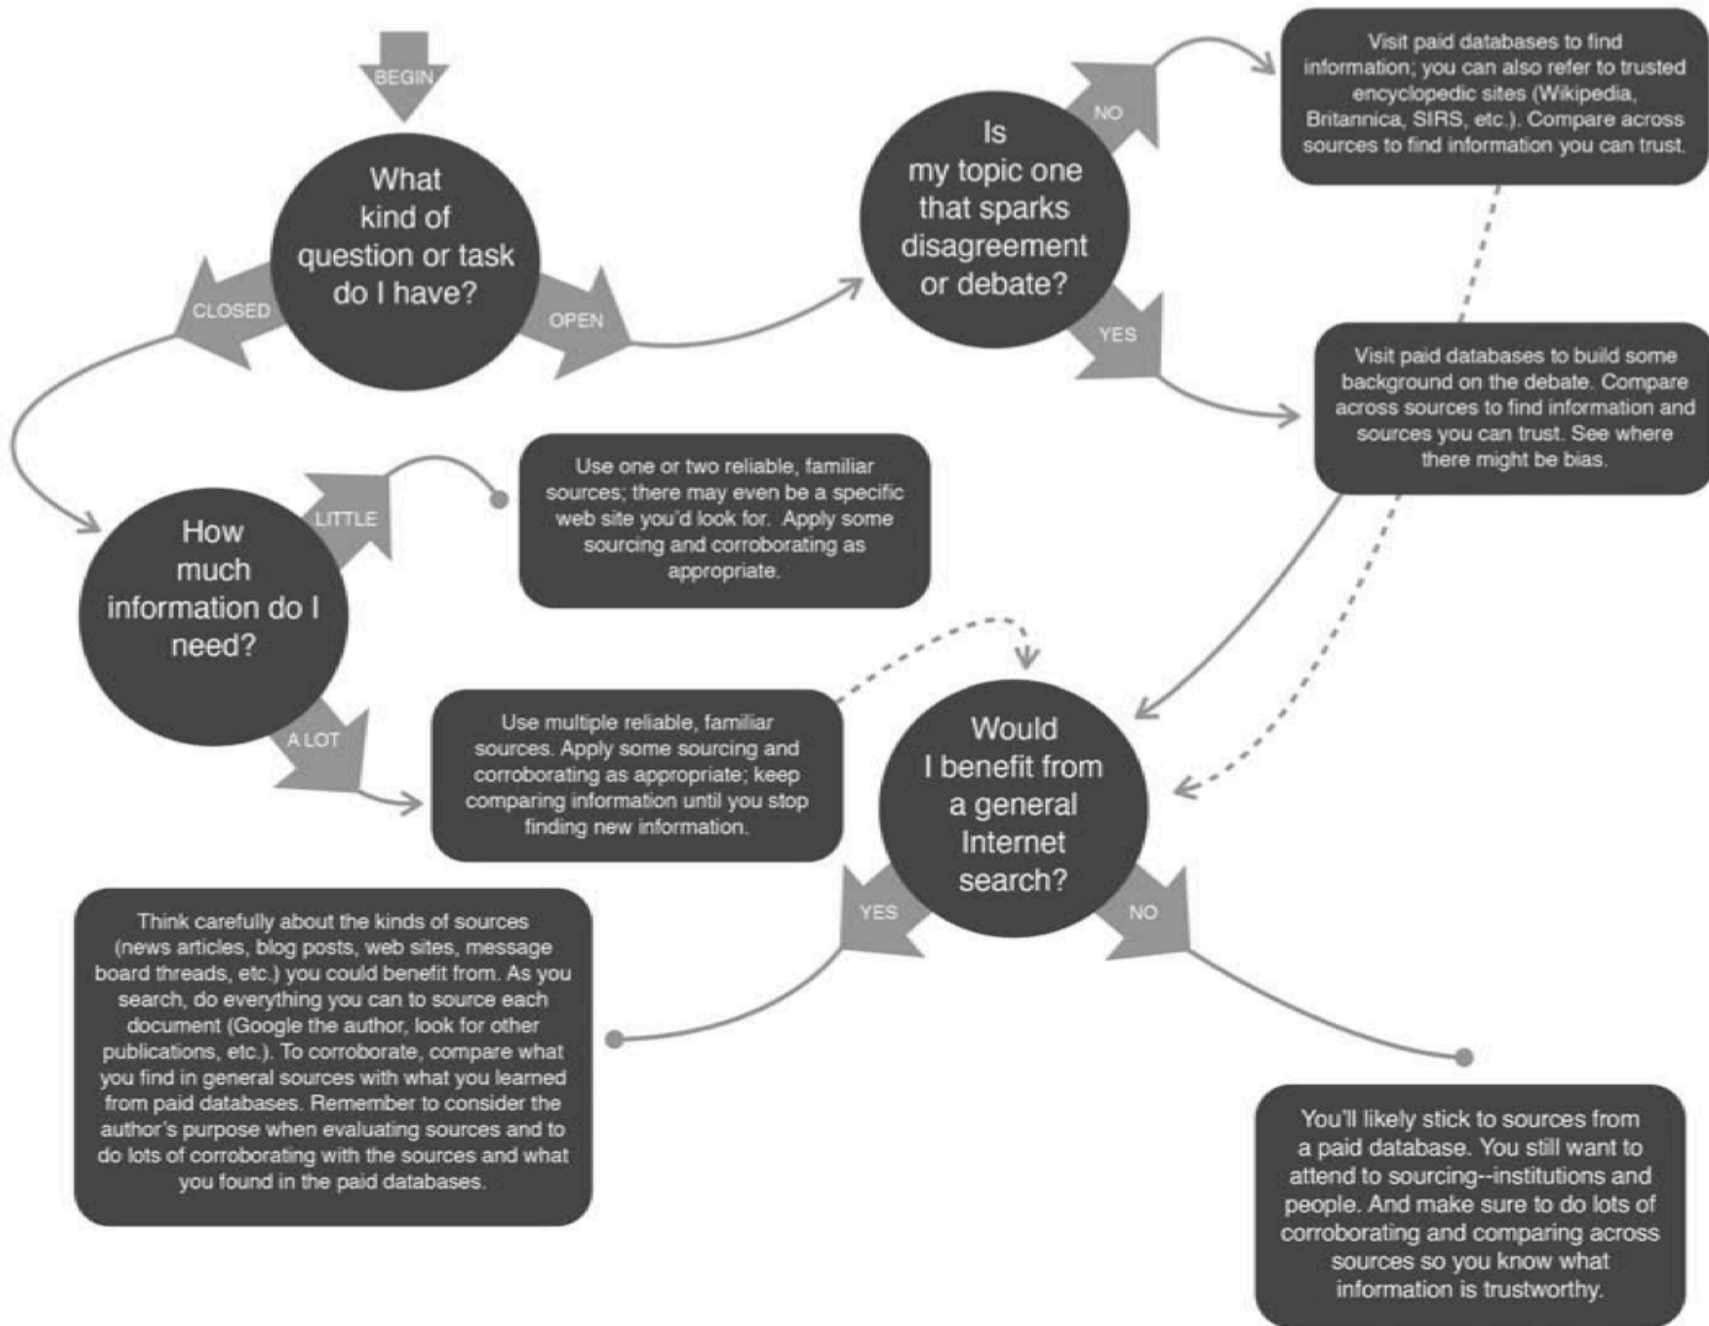 BEGIN
What
kind of
question or task
do I have?
CLOSED
OPEN
Is
my topic one
that sparks
disagreement
or debate?
NO
YES
Visit paid databases to find
information; you can also refer to trusted
encyclopedic sites (Wikipedia,
Britannica, SIRS, etc.). Compare across
sources to find information you can trust.
Visit paid databases to build some
background on the debate. Compare
across sources to find information and
sources you can trust. See where
there might be bias.
How
much
information do I
need?
LITTLE
A LOT
Use one or two reliable, familiar
sources; there may even be a specific
web site you'd look for. Apply some
sourcing and corroborating as
appropriate.
Use multiple reliable, familiar
sources. Apply some sourcing and
corroborating as appropriate; keep
comparing information until you stop
finding new information.
Would
I benefit from
a general
Internet
search?
YES
NO
Think carefully about the kinds of sources
(news articles, blog posts, web sites, message
board threads, etc.) you could benefit from. As you
search, do everything you can to source each
document (Google the author, look for other
publications, etc.). To corroborate, compare what
you find in general sources with what you learned
from paid databases. Remember to consider the
author's purpose when evaluating sources and to
do lots of corroborating with the sources and what
you found in the paid databases.
You'll likely stick to sources from
a paid database. You still want to
attend to sourcing--institutions and
people. And make sure to do lots of
corroborating and comparing across
sources so you know what
information is trustworthy.